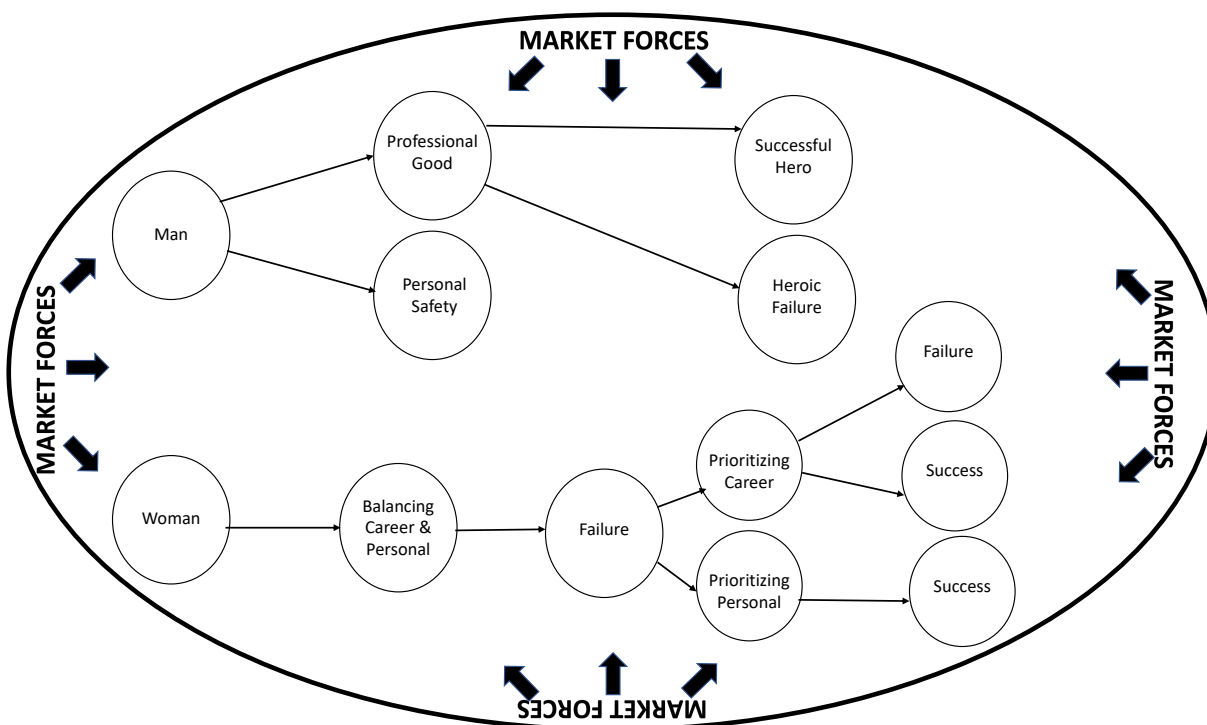 MARKET FORCES
Professional
Good
Successful
Hero
Man
Personal
Safety
Heroic
Failure
MARKET FORCES
MARKET FORCES
Failure
Prioritizing
Career
Success
Woman
Balancing
Career &
Personal
Failure
Prioritizing
Personal
Success
MARKET FORCES